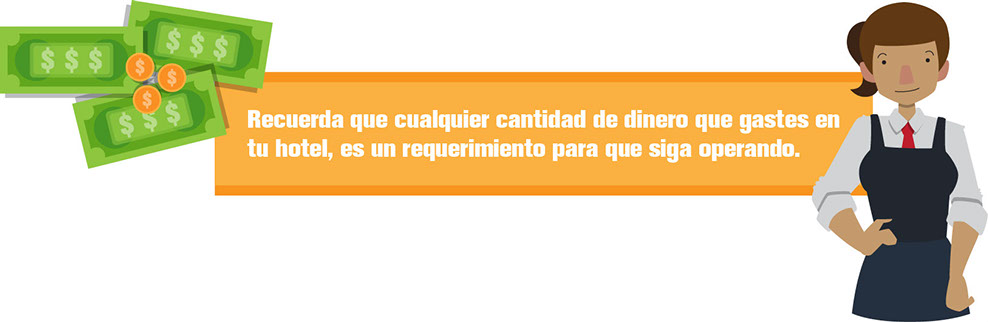 $ $ $
$ $ $
$ $ $
$
$
$
Recuerda que cualquier cantidad de dinero que gastes en
tu hotel, es un requerimiento para que siga operando.